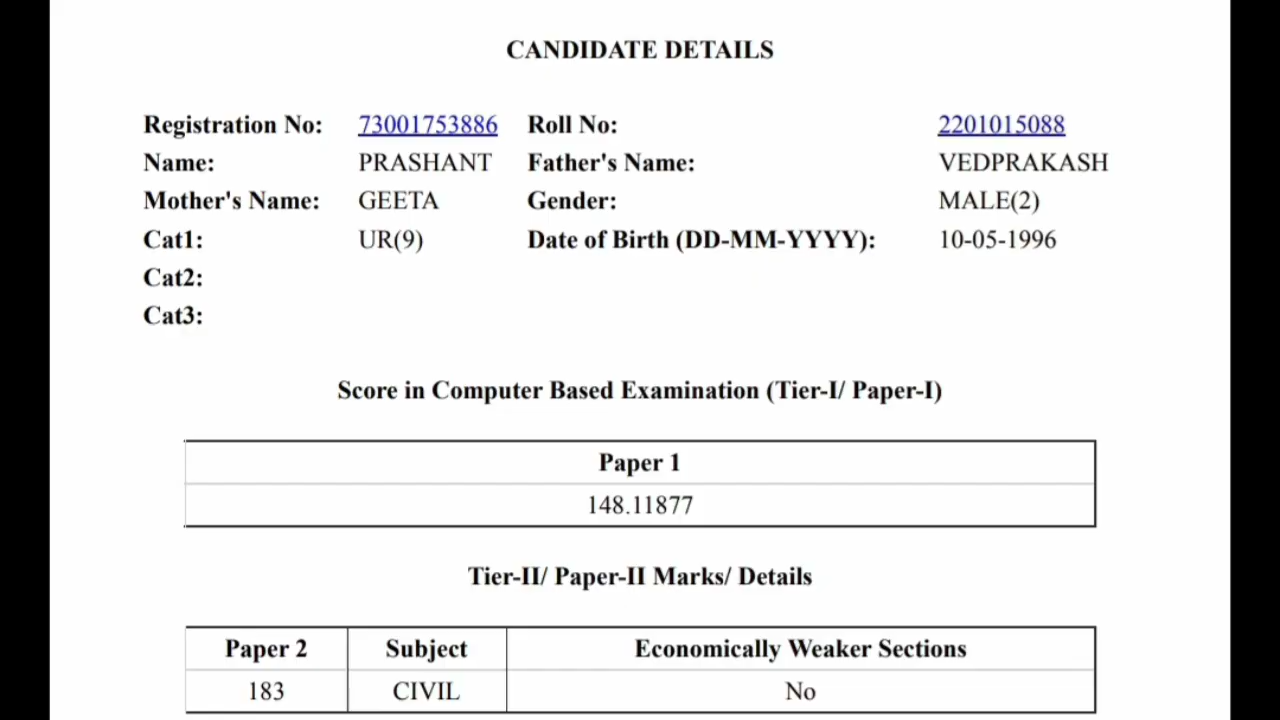 CANDIDATE DETAILS
Registration No: 73001753886 Roll No: 2201015088
Name: PRASHANT Father's Name: VEDPRAKASH
Mother's Name: GEETA Gender: MALE(2)
Cat1: UR(9) Date of Birth (DD-MM-YYYY): 10-05-1996
Cat2:
Cat3:
Score in Computer Based Examination (Tier-I/ Paper-I)
Paper 1
148.11877
Tier-II/ Paper-II Marks/ Details
Paper 2 Subject Economically Weaker Sections
183 CIVIL No